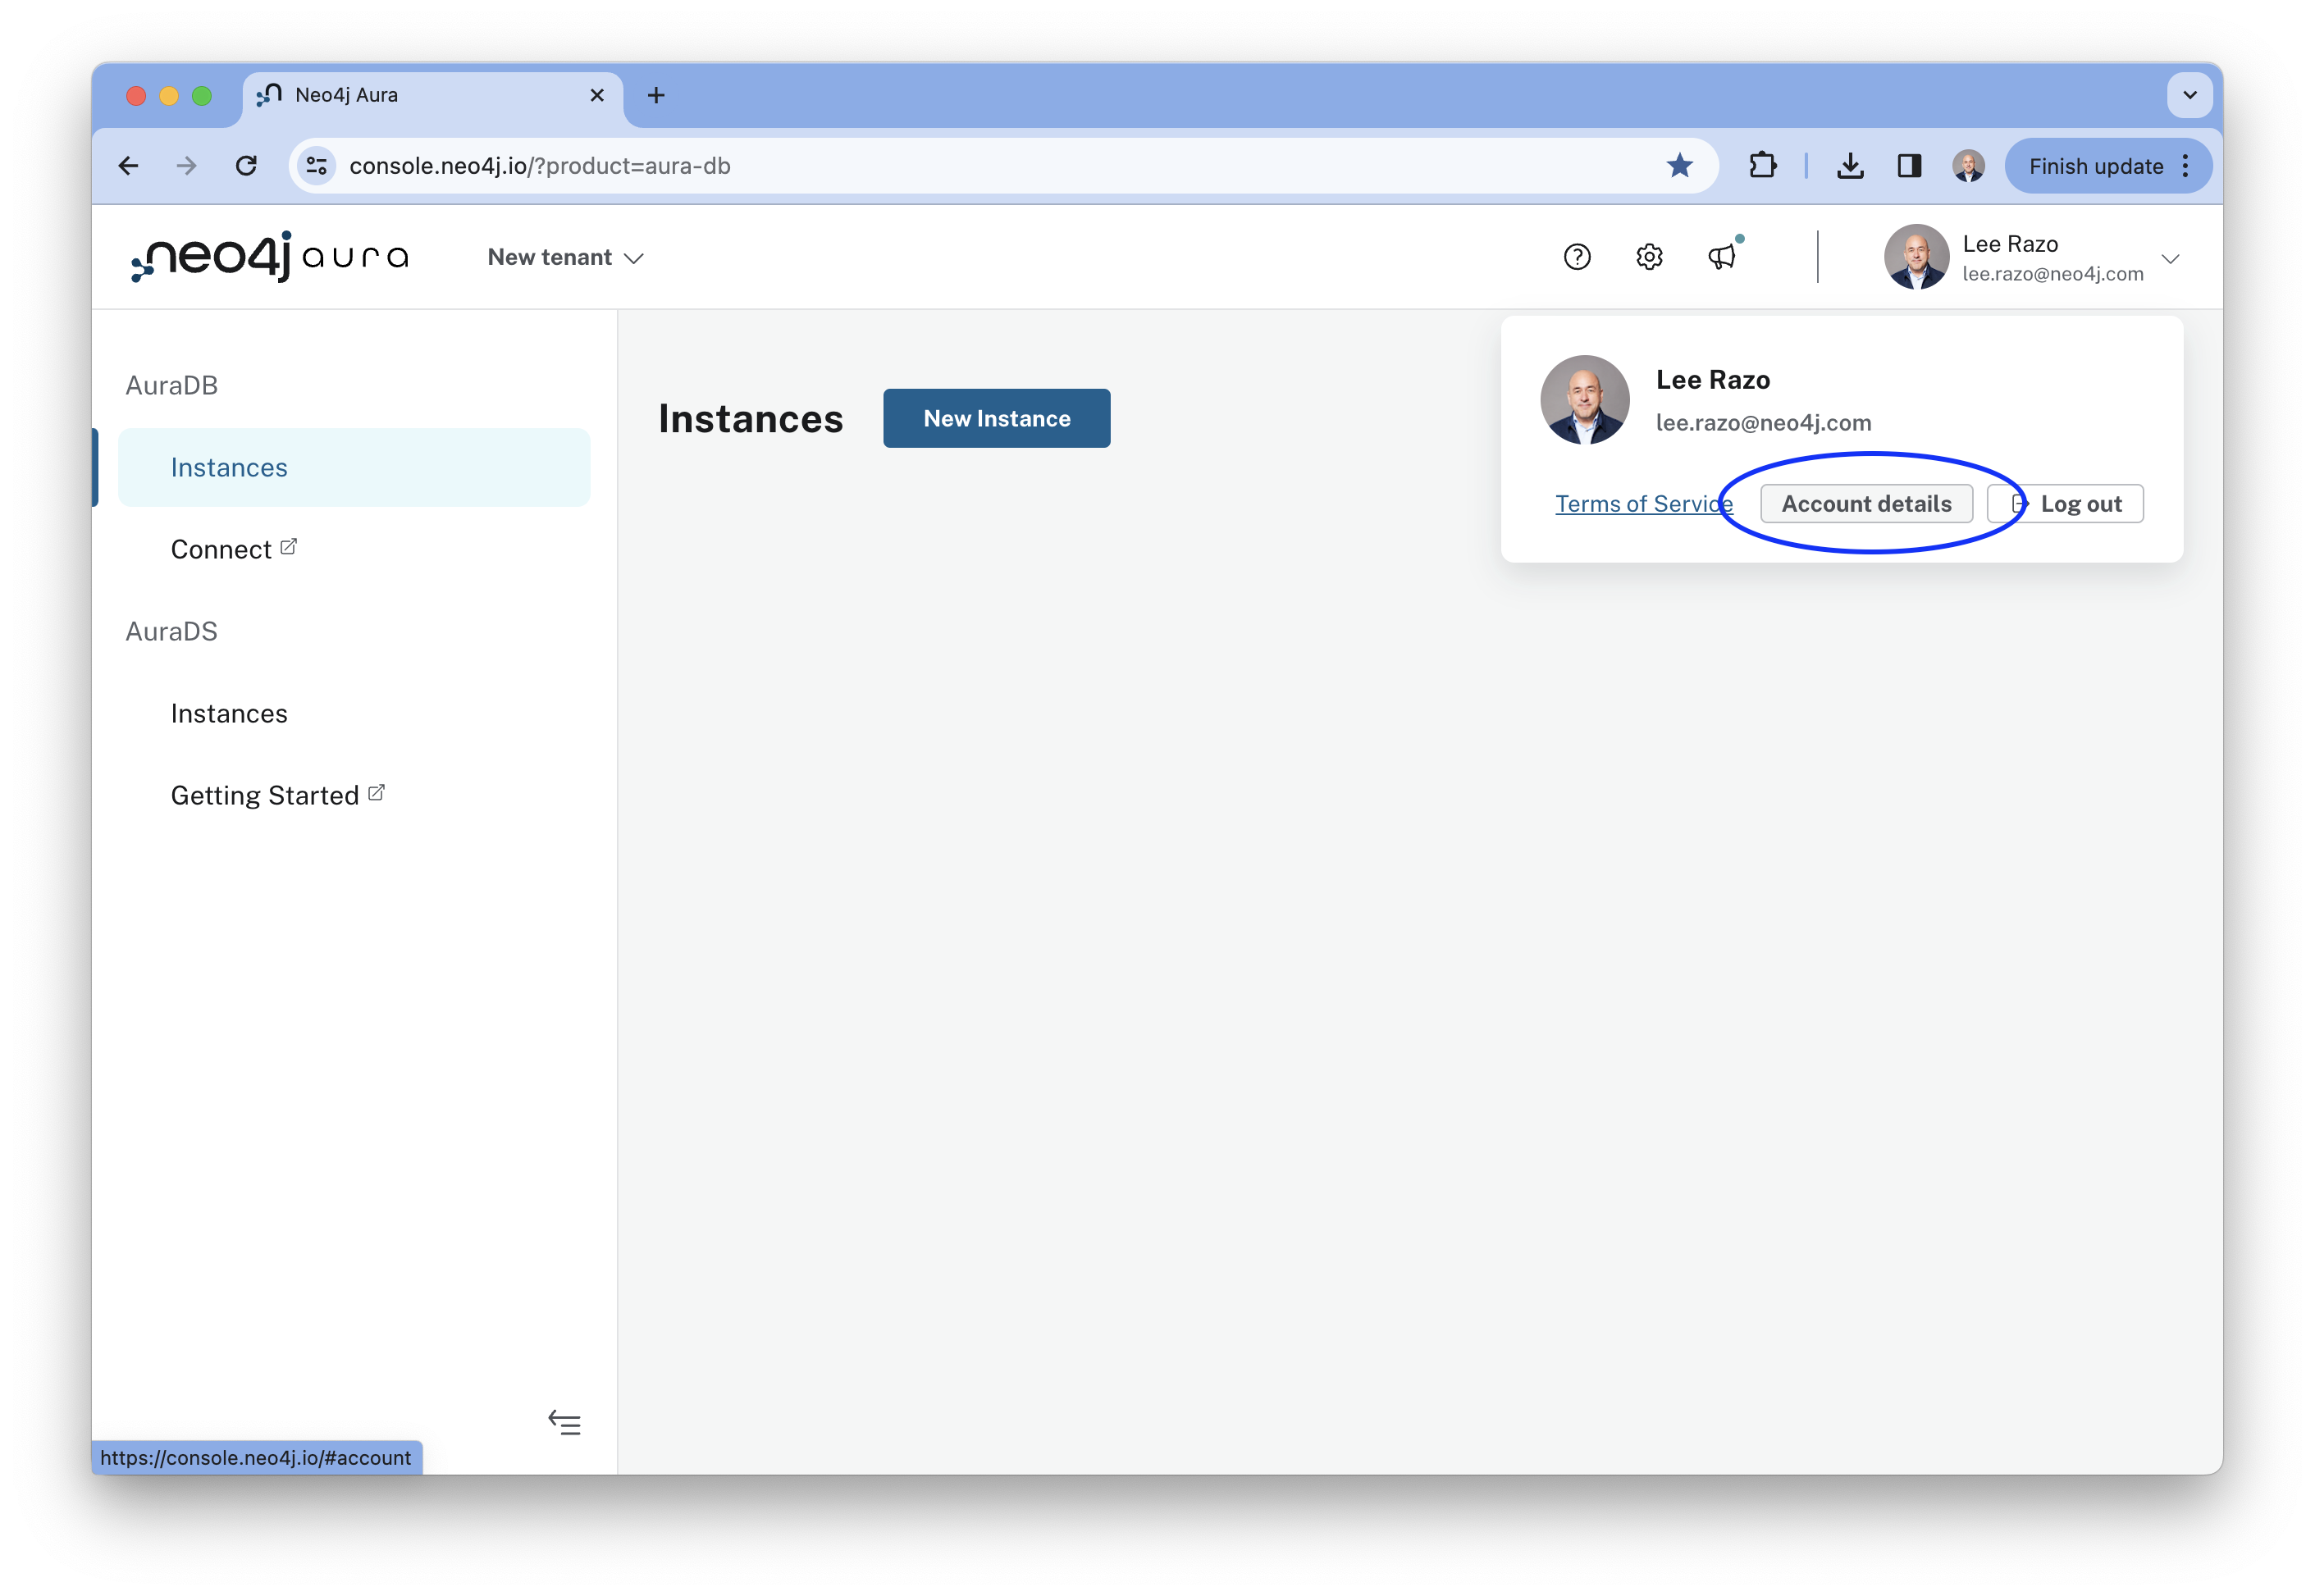 Neo4j Aura
console.neo4j.io/?product=aura-db
Finish update
neo4j aura
New tenant
Lee Razo
lee.razo@neo4j.com
AuraDB
Instances
Connect
AuraDS
Instances
Getting Started
Instances
New Instance
Lee Razo
lee.razo@neo4j.com
Terms of Service
Account details
Log out
https://console.neo4j.io/#account